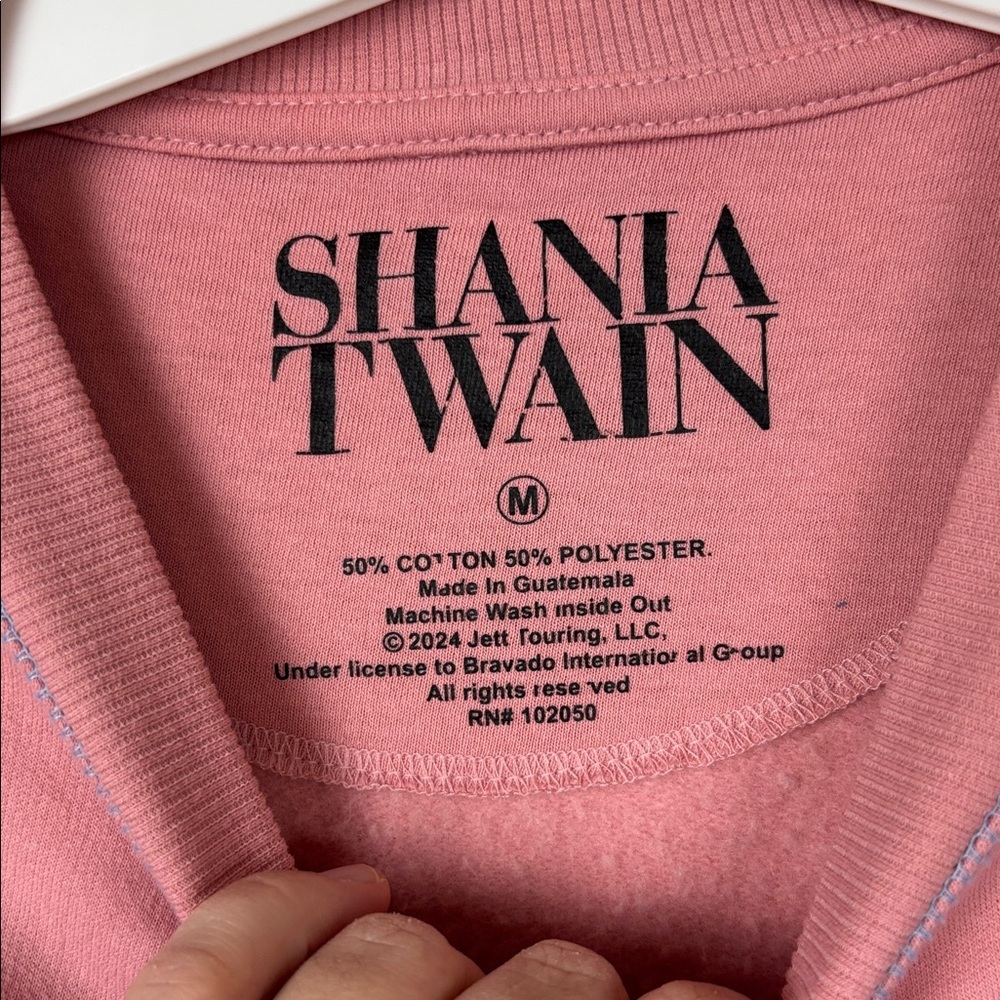 SHANIA
TWAIN
M
50% COTTON 50% POLYESTER.
Made In Guatemala
Machine Wash inside Out
© 2024 Jett Touring, LLC,
Under license to Bravado International Group
All rights reserved
RN# 102050